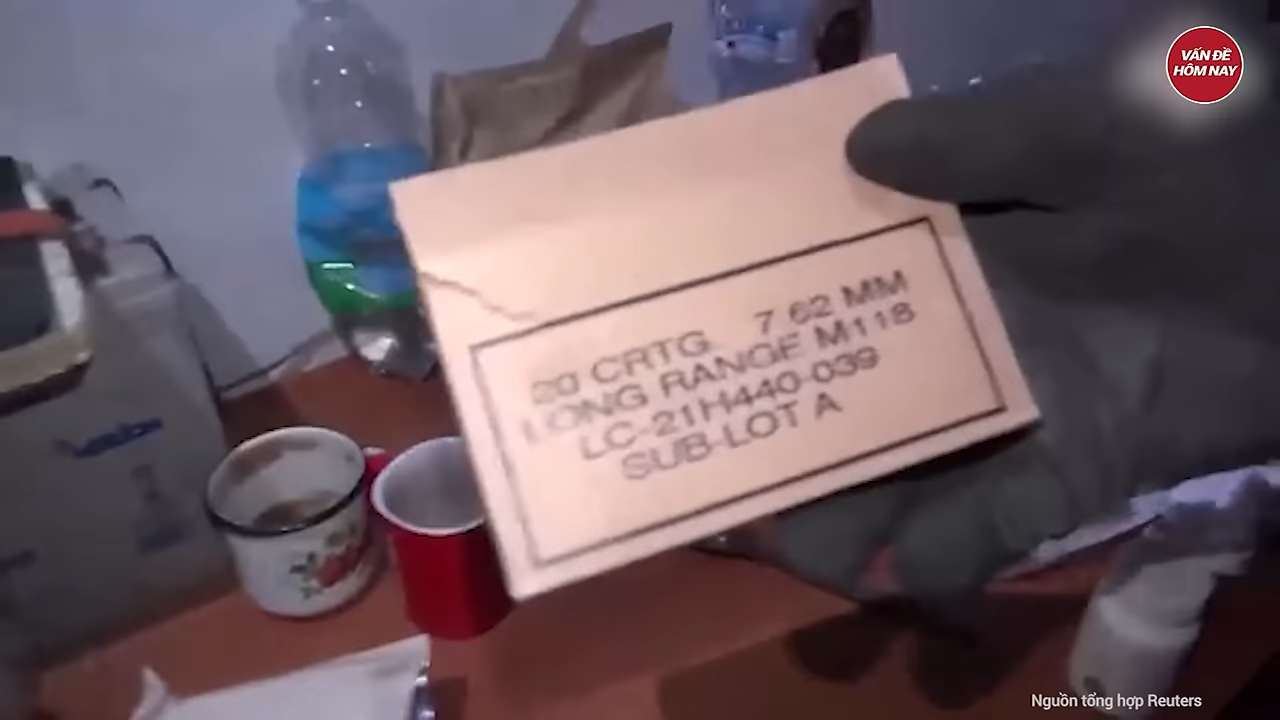 VẤN ĐỀ
HÔM NAY
20 CRTG. 7.62 MM
LONG RANGE M118
LC-21H440-039
SUB-LOT A
Nguồn tổng hợp Reuters